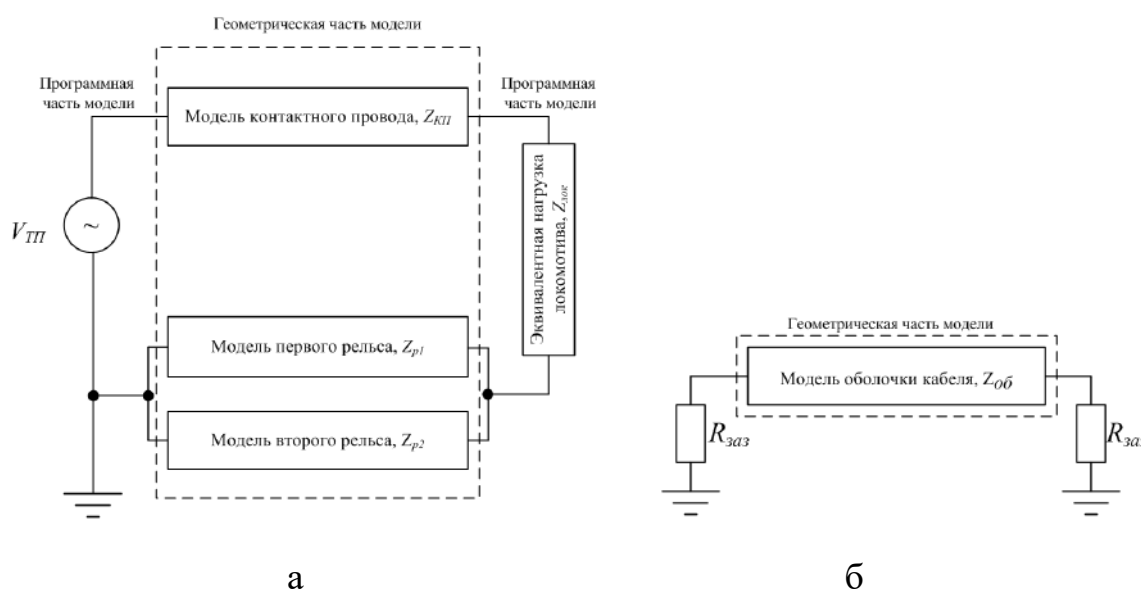 Геометрическая часть модели
Программная
часть модели
Программная
часть модели
Модель контактного провода, Z_КП
V_ТП
~
Эквивалентная нагрузка
локомотива, Z_лок
Модель первого рельса, Z_р1
Модель второго рельса, Z_р2
а
Геометрическая часть модели
Модель оболочки кабеля, Z_Об
R_заз
R_заз
б